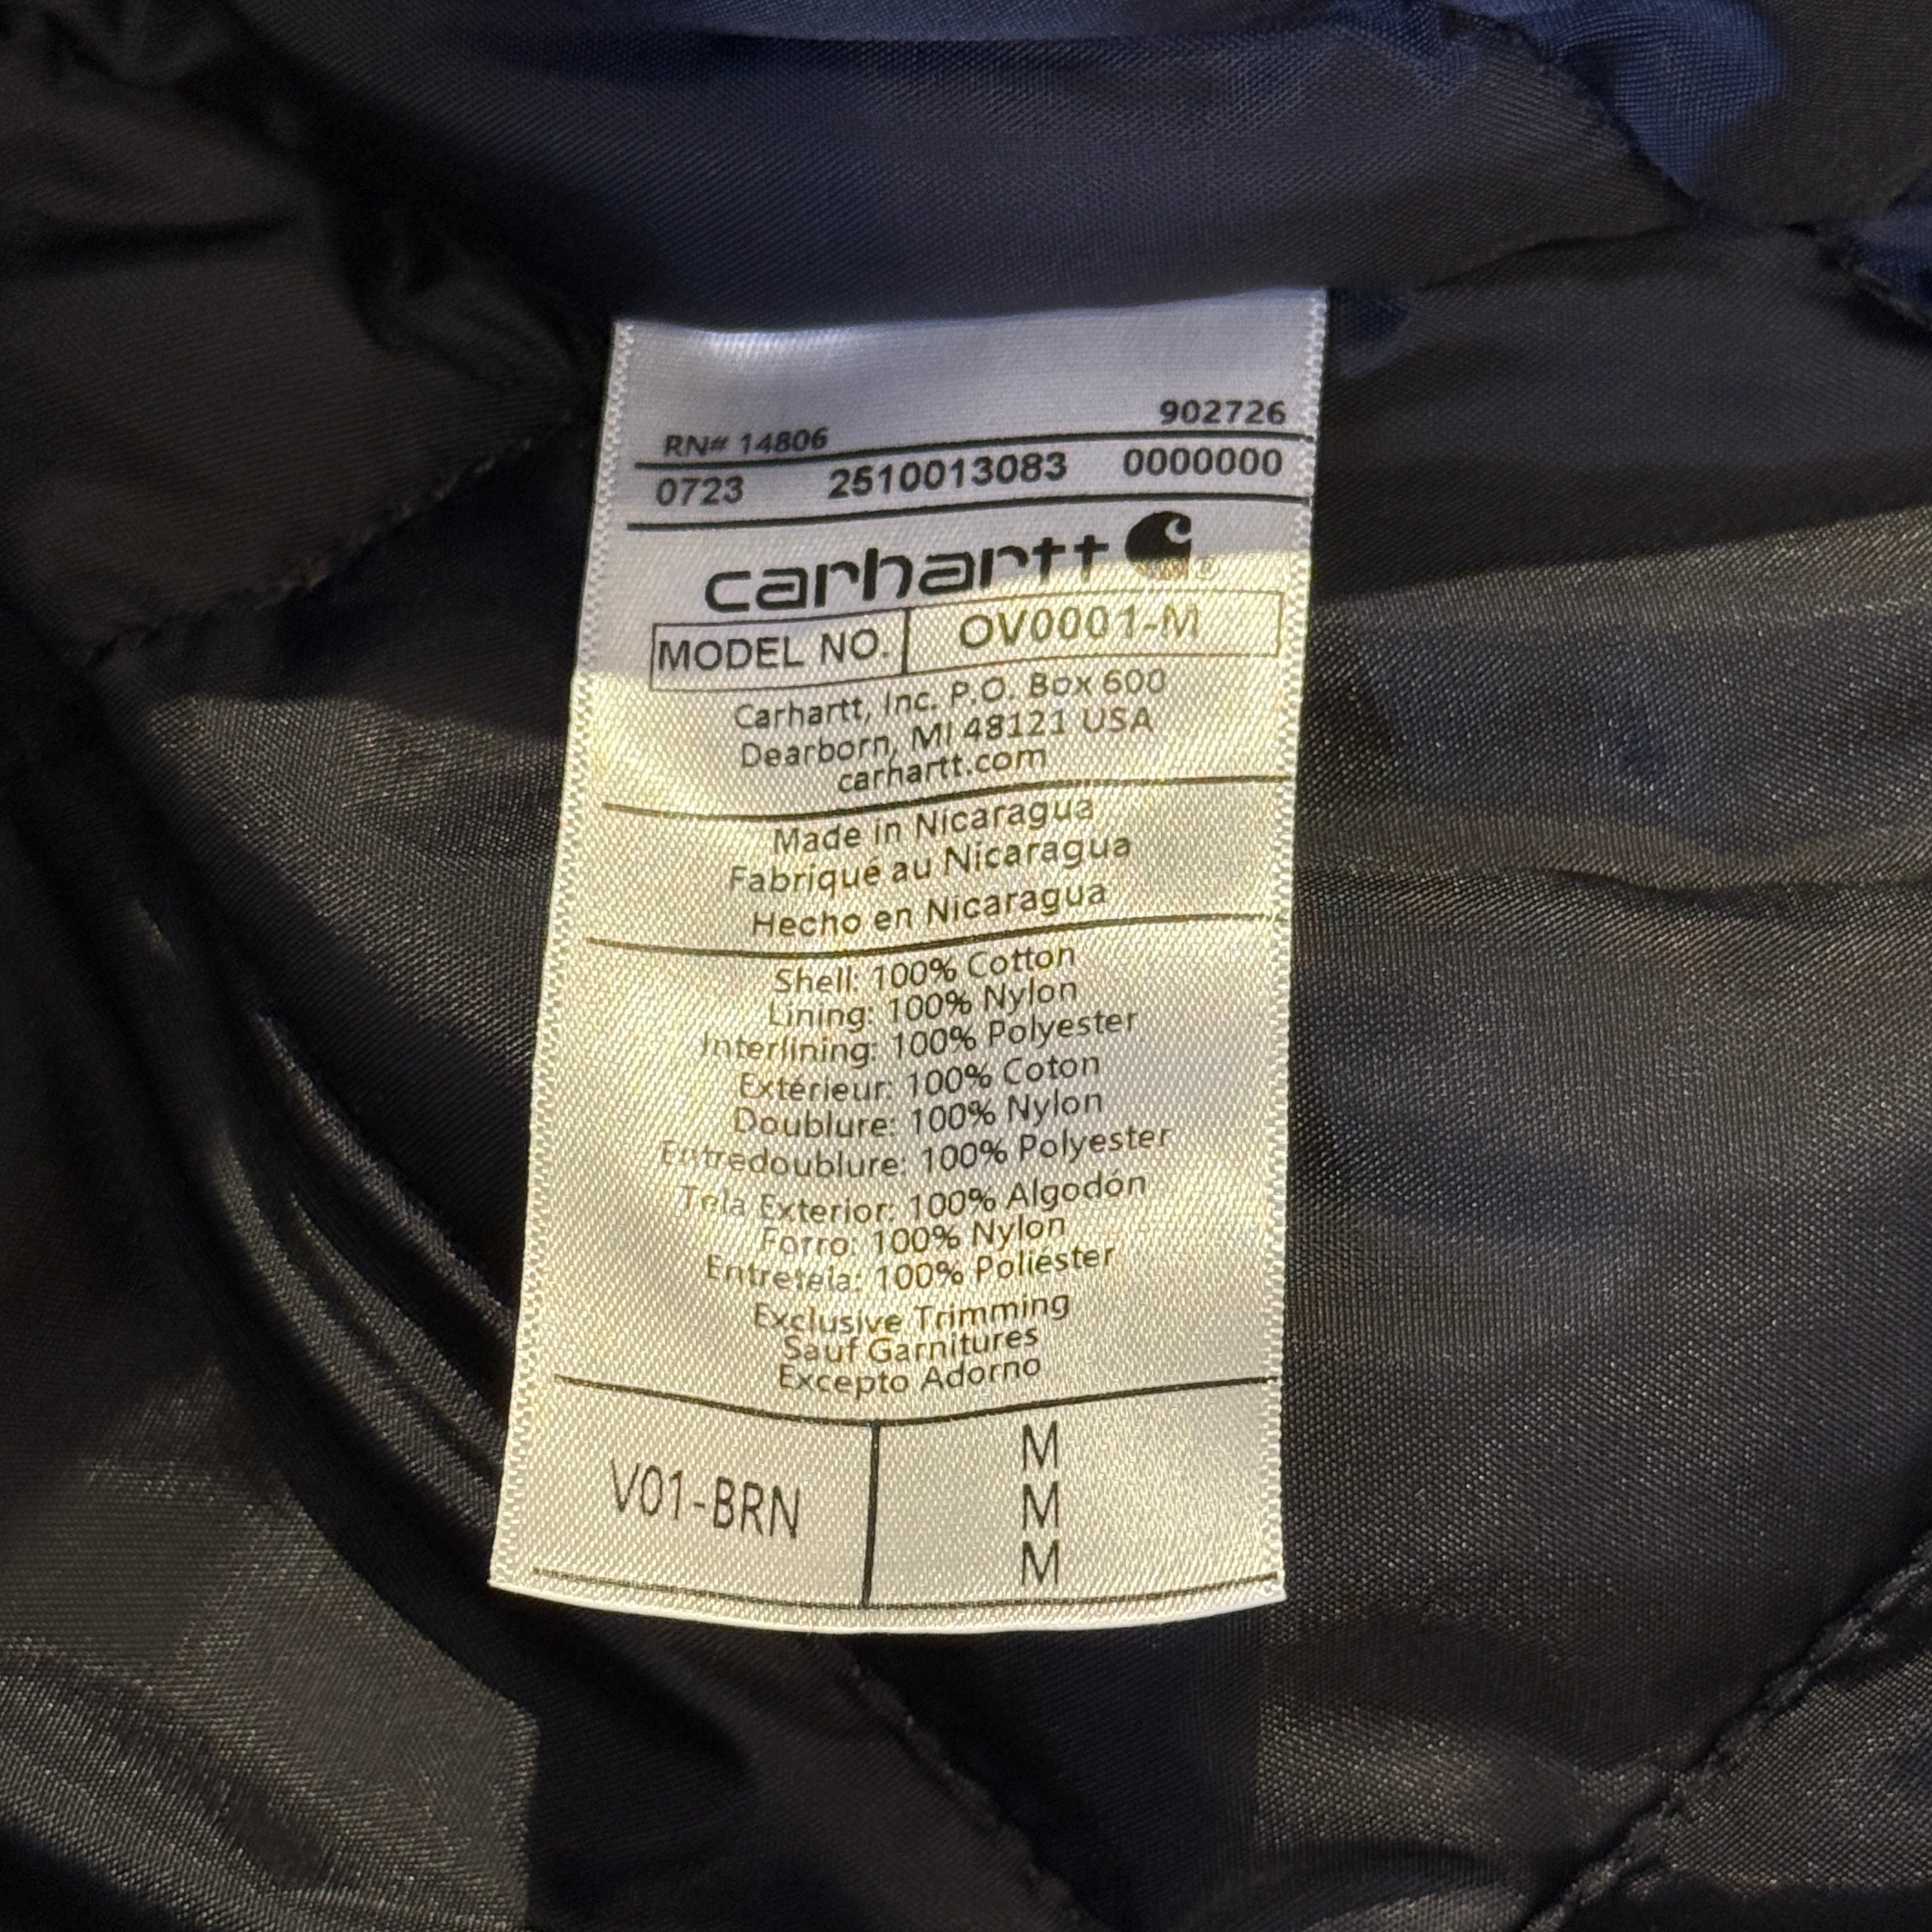 902726
RN# 14806
0723 2510013083 0000000
carhartt ®
MODEL NO. OV0001-M
Carhartt, Inc. P.O. Box 600
Dearborn, MI 48121 USA
carhartt.com
Made in Nicaragua
Fabriqué au Nicaragua
Hecho en Nicaragua
Shell: 100% Cotton
Lining: 100% Nylon
Interlining: 100% Polyester
Extérieur: 100% Coton
Doublure: 100% Nylon
Entredoublure: 100% Polyester
Tela Exterior: 100% Algodón
Forro: 100% Nylon
Entretela: 100% Poliéster
Exclusive Trimming
Sauf Garnitures
Excepto Adorno
V01-BRN
M
M
M